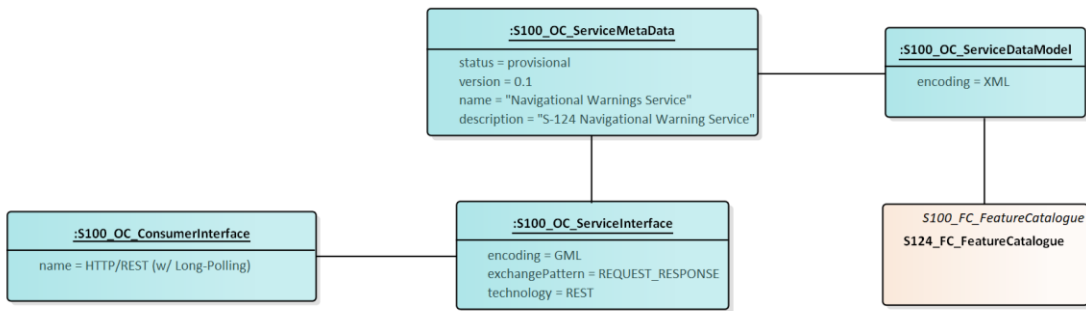 :S100_OC_ServiceMetaData
status = provisional
version = 0.1
name = "Navigational Warnings Service"
description = "S-124 Navigational Warning Service"
:S100_OC_ServiceDataModel
encoding = XML
:S100_OC_ConsumerInterface
name = HTTP/REST (w/ Long-Polling)
:S100_OC_ServiceInterface
encoding = GML
exchangePattern = REQUEST_RESPONSE
technology = REST
S100_FC_FeatureCatalogue
S124_FC_FeatureCatalogue